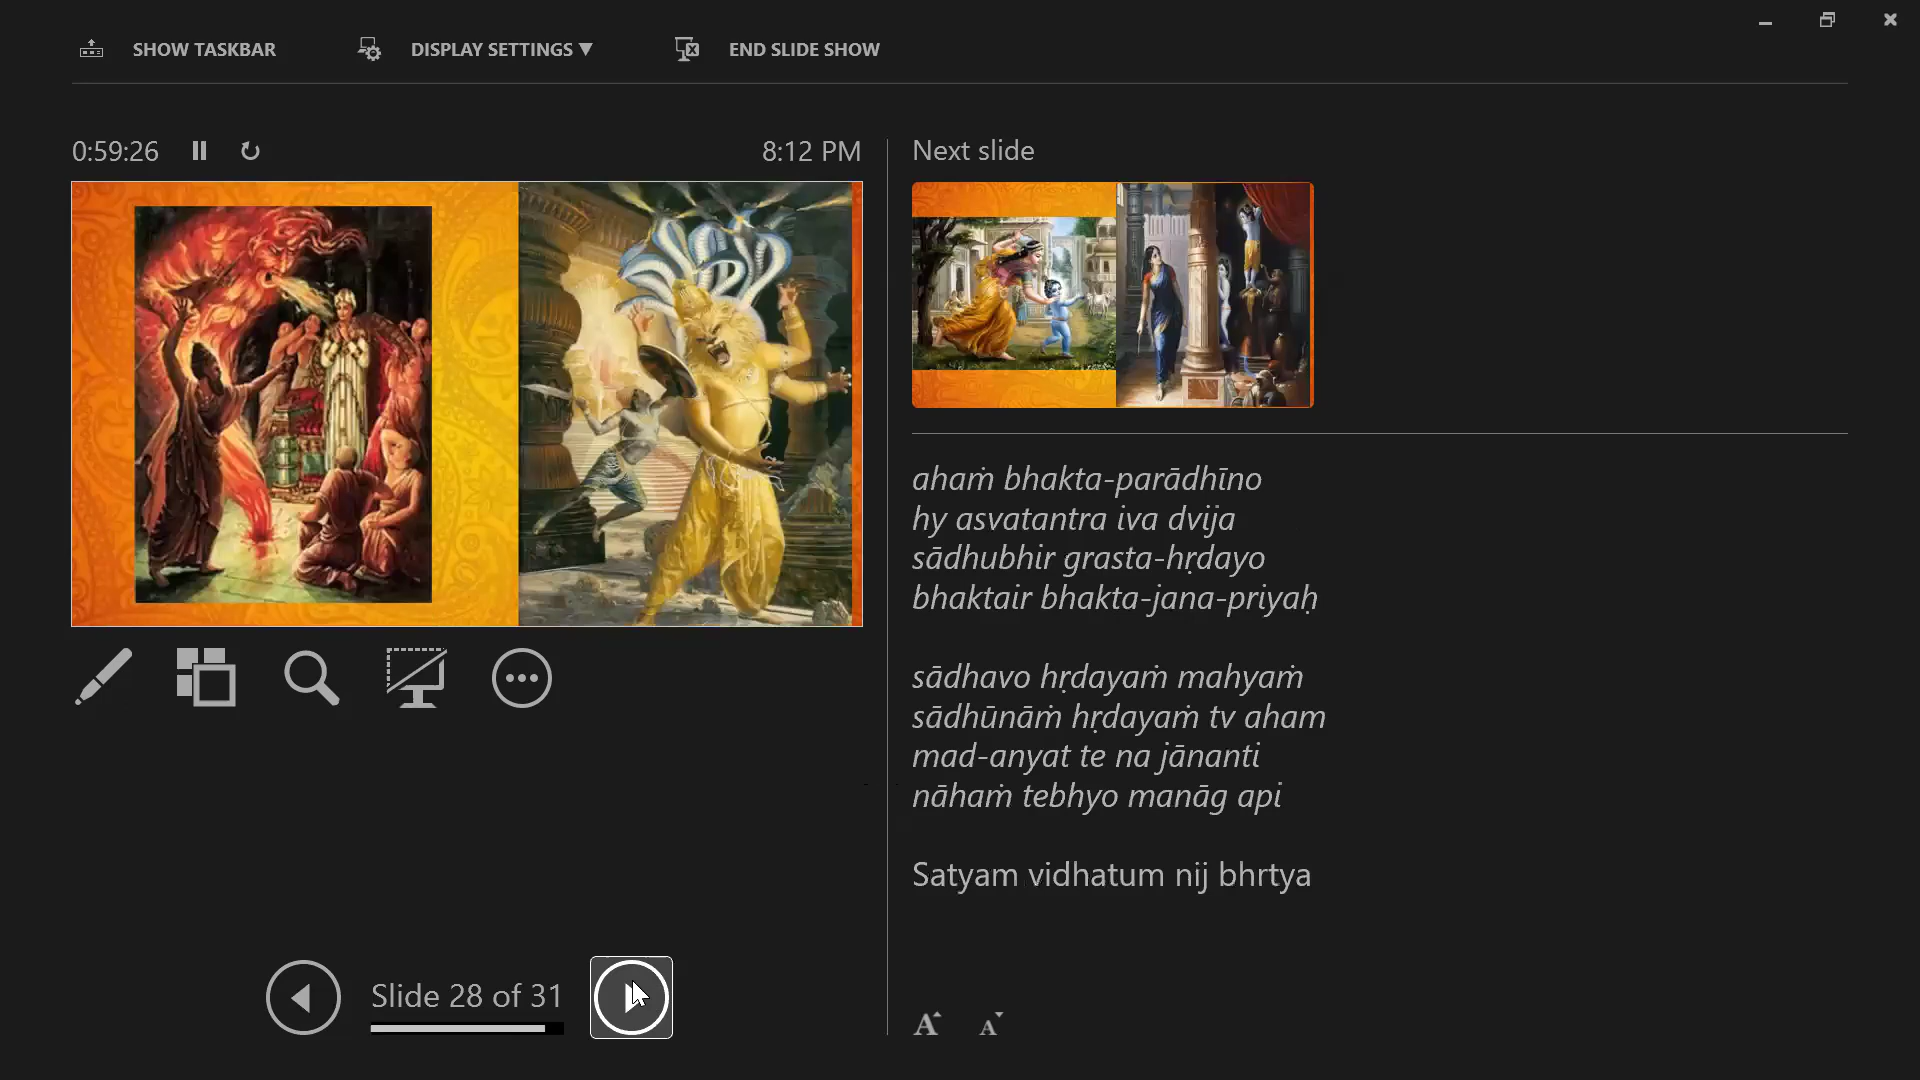 SHOW TASKBAR
DISPLAY SETTINGS ▼
END SLIDE SHOW
0:59:26
8:12 PM
Next slide
ahaṁ bhakta-parādhīno
hy asvatantra iva dvija
sādhubhir grasta-hṛdayo
bhaktair bhakta-jana-priyaḥ
sādhavo hṛdayaṁ mahyaṁ
sādhūnāṁ hṛdayaṁ tv aham
mad-anyat te na jānanti
nāhaṁ tebhyo manāg api
Satyam vidhatum nij bhrtya
Slide 28 of 31
A A